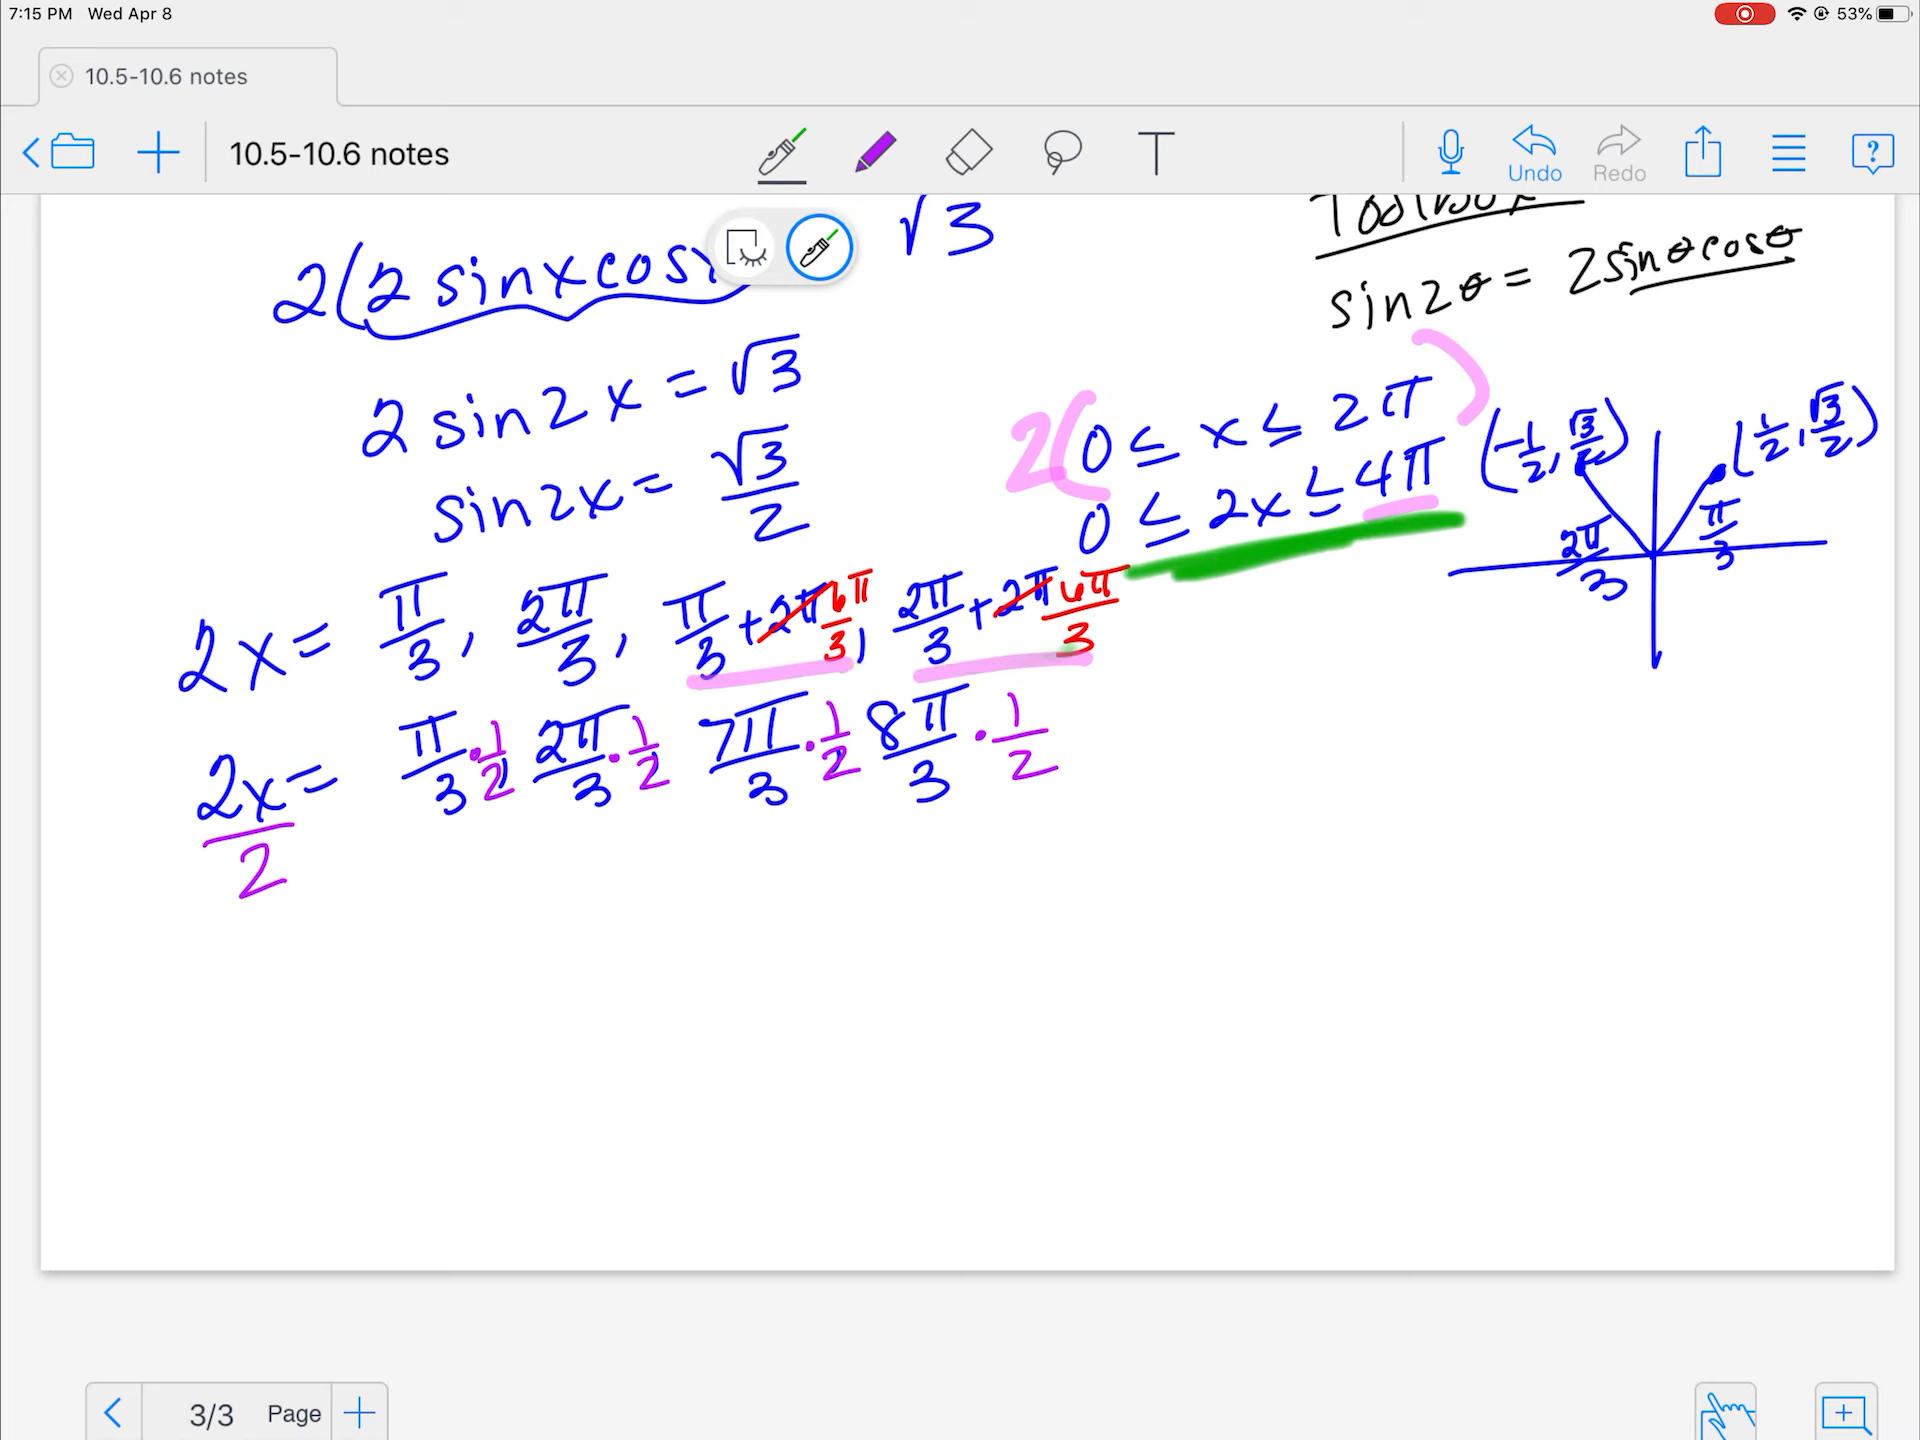 7:15 PM Wed Apr 8
53%
10.5-10.6 notes
10.5-10.6 notes
Undo
Redo
?
2(2 sinxcos √3
Toolbox
sin2θ = 2sinθcosθ
2 sin2x = √3
2(0 ≤ x ≤ 2π)
0 ≤ 2x ≤ 4π
(-1/2, √3/2)
(1/2, √3/2)
2π/3
π/3
sin2x = √3/2
2x = π/3, 2π/3, π/3 + 2π 6π/3, 2π/3 + 2π 6π/3
2x/2 = π/3 · 1/2 2π/3 · 1/2 7π/3 · 1/2 8π/3 · 1/2
3/3 Page